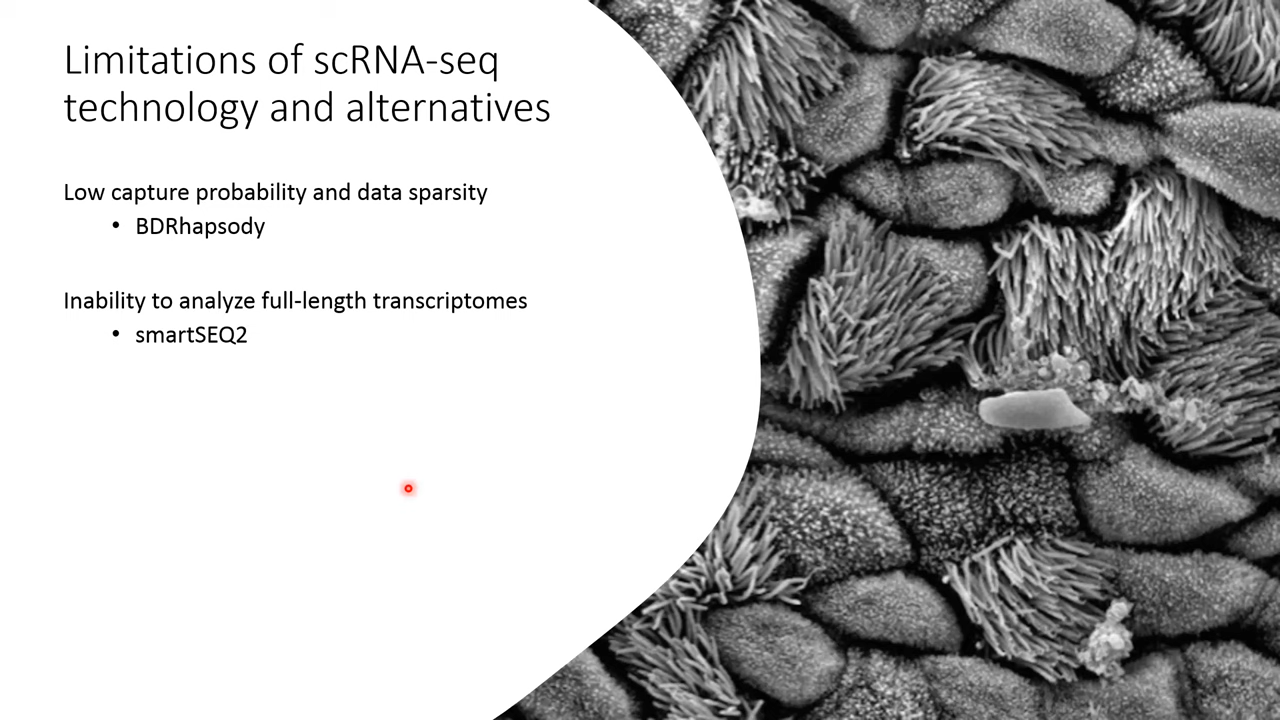 Limitations of scRNA-seq
technology and alternatives
Low capture probability and data sparsity
• BDRhapsody
Inability to analyze full-length transcriptomes
• smartSEQ2